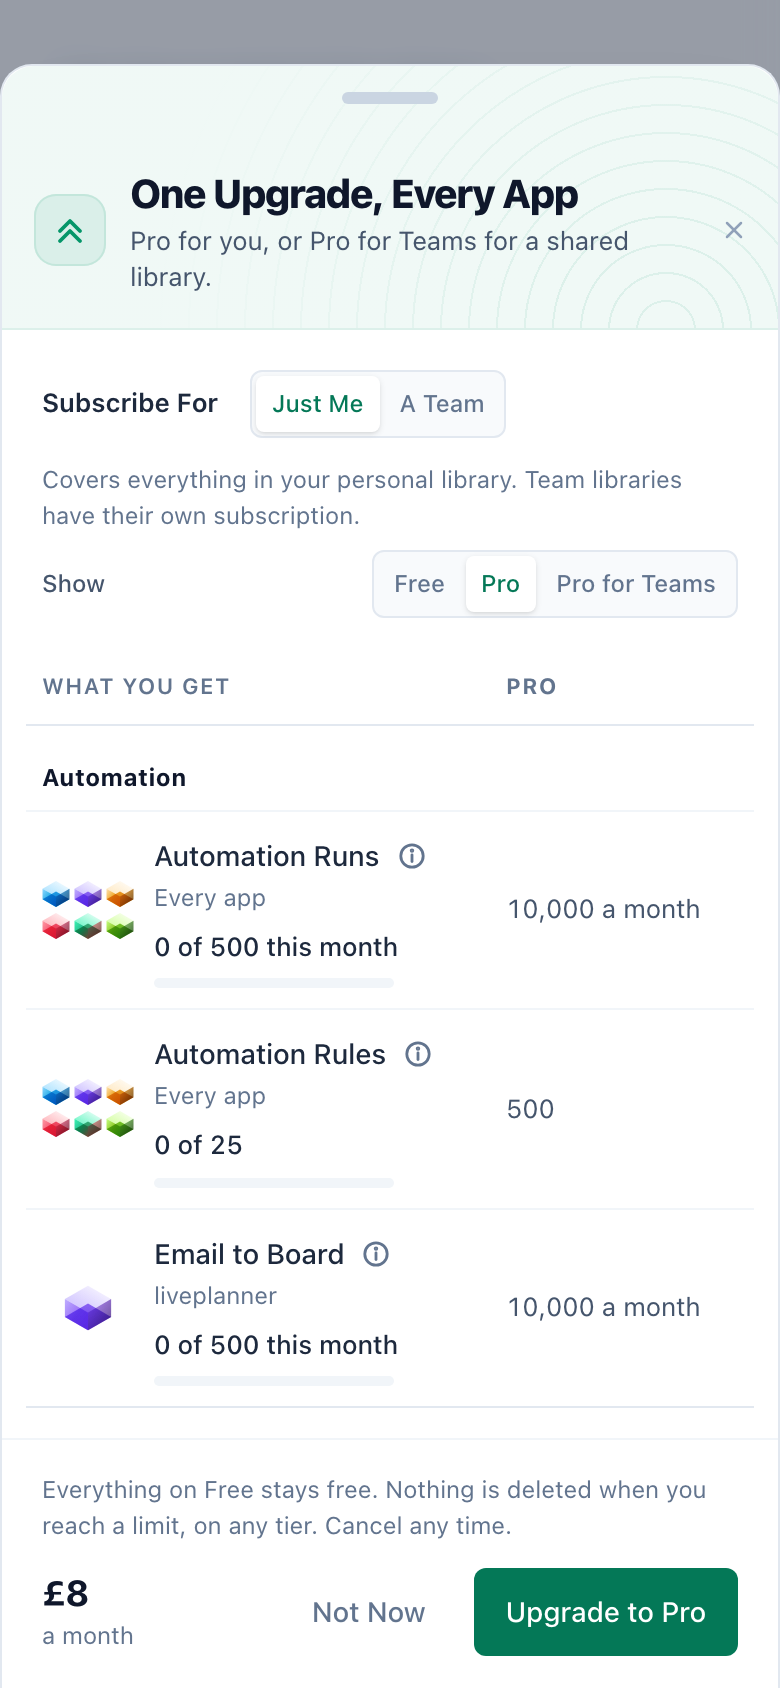 One Upgrade, Every App
Pro for you, or Pro for Teams for a shared
library.
Subscribe For
Just Me
A Team
Covers everything in your personal library. Team libraries
have their own subscription.
Show
Free
Pro
Pro for Teams
WHAT YOU GET
PRO
Automation
Automation Runs
Every app
0 of 500 this month
10,000 a month
Automation Rules
Every app
0 of 25
500
Email to Board
liveplanner
0 of 500 this month
10,000 a month
Everything on Free stays free. Nothing is deleted when you
reach a limit, on any tier. Cancel any time.
£8
a month
Not Now
Upgrade to Pro